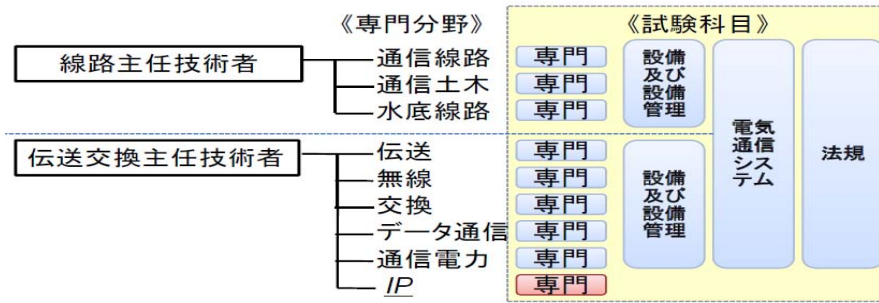 《専門分野》
《試験科目》
線路主任技術者
通信線路
専門
通信土木
専門
水底線路
専門
設備
及び
設備
管理
伝送交換主任技術者
伝送
専門
無線
専門
交換
専門
データ通信
専門
通信電力
専門
IP
専門
設備
及び
設備
管理
電気
通信
シス
テム
法規